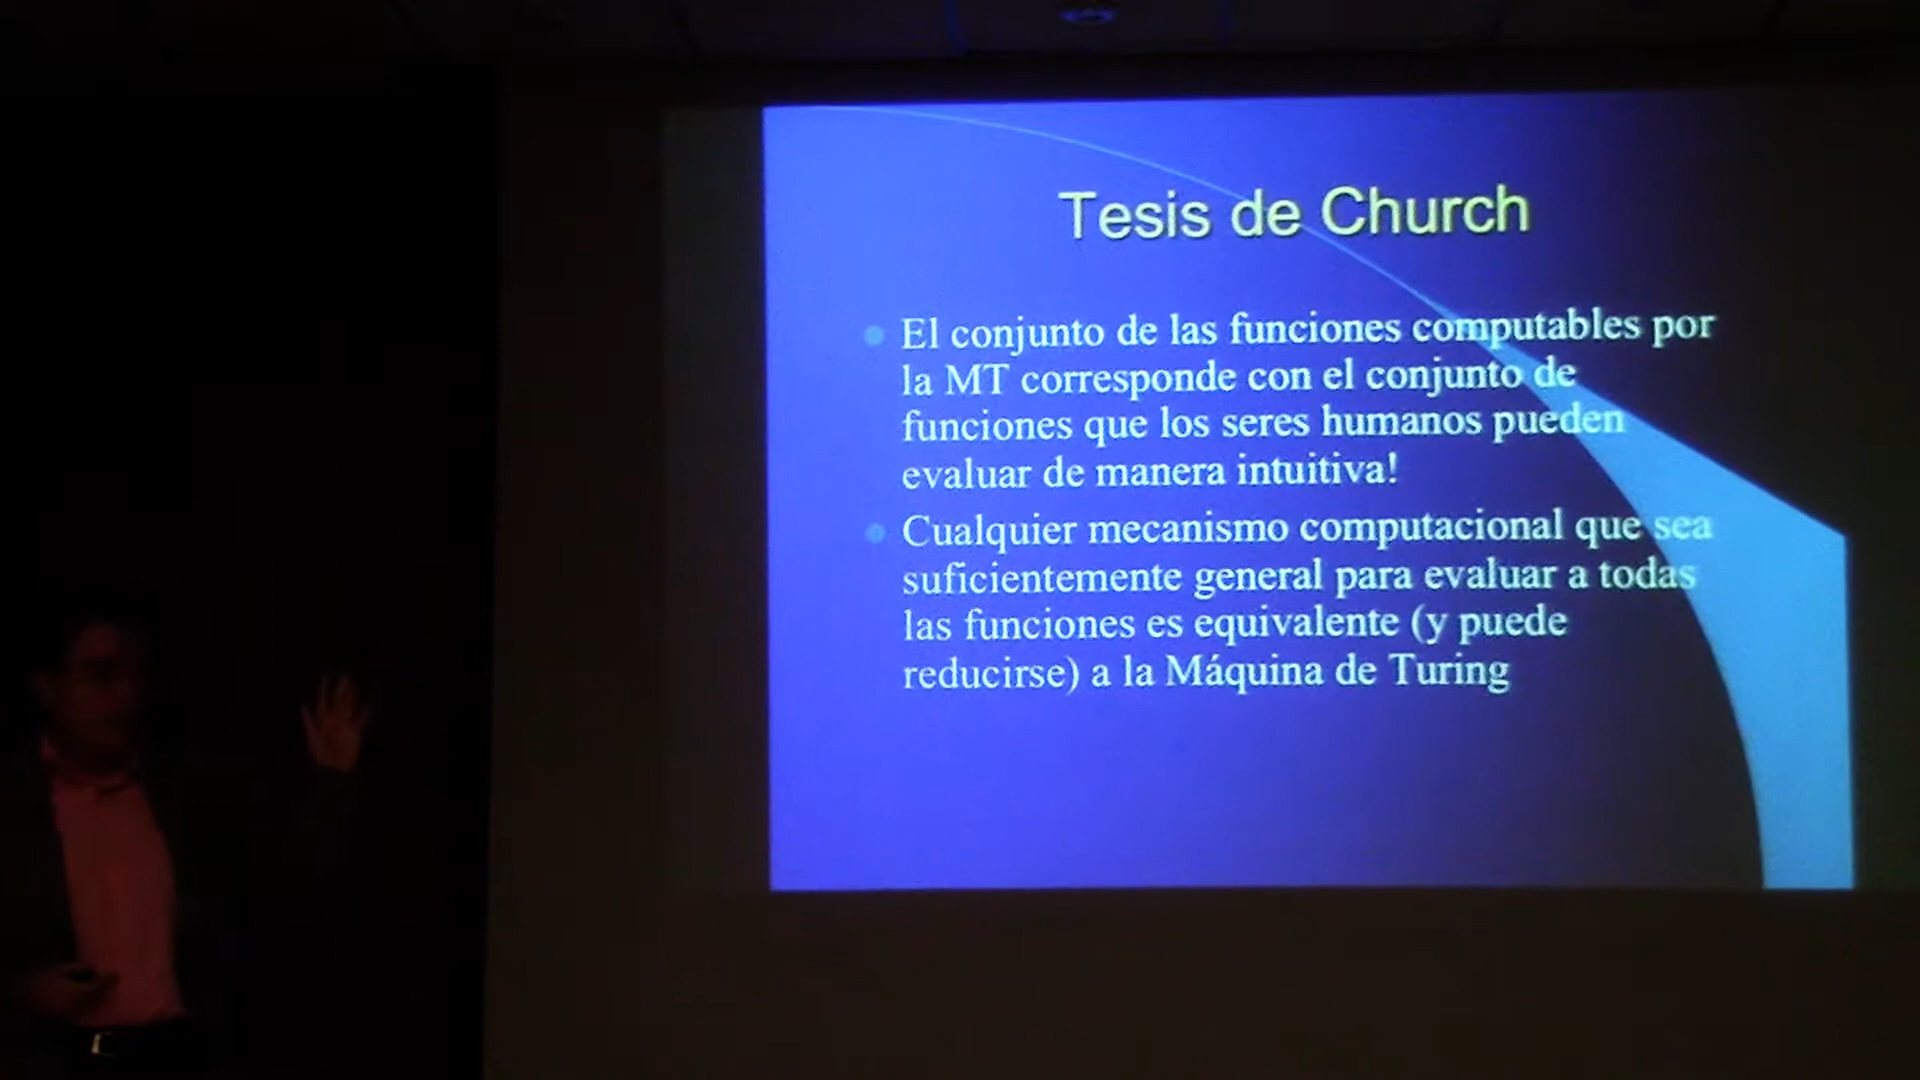 Tesis de Church
El conjunto de las funciones computables por
la MT corresponde con el conjunto de
funciones que los seres humanos pueden
evaluar de manera intuitiva!
Cualquier mecanismo computacional que sea
suficientemente general para evaluar a todas
las funciones es equivalente (y puede
reducirse) a la Máquina de Turing